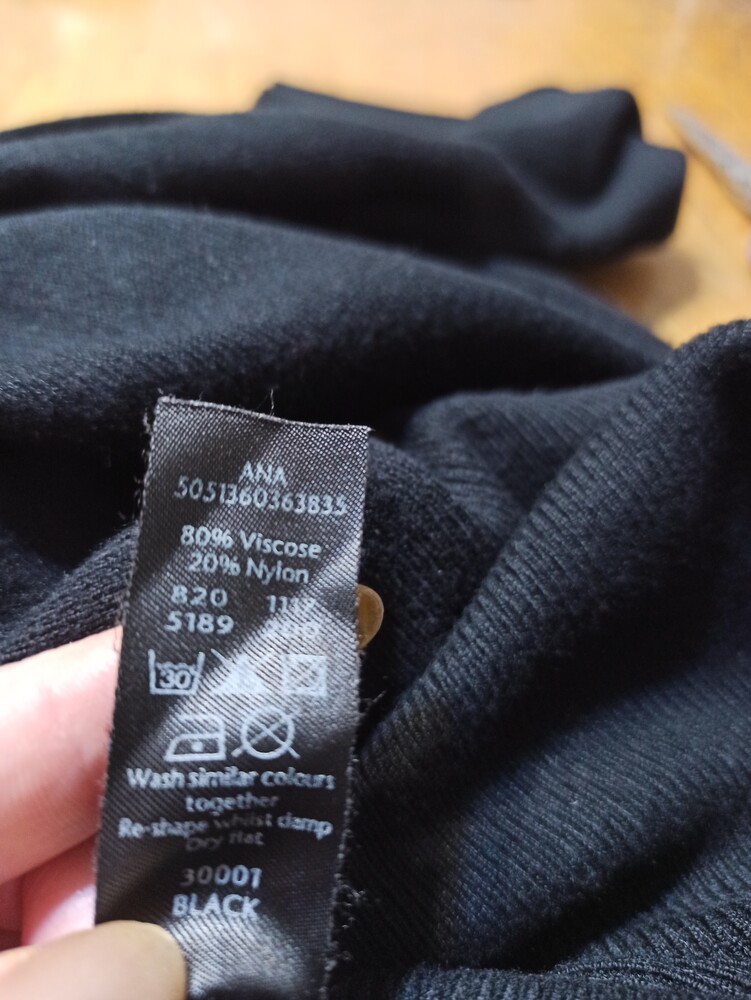 ANA
5051360363835
80% Viscose
20% Nylon
820
5189
30
Wash similar colours
together
Re-shape whilst damp
Dry flat
30001
BLACK